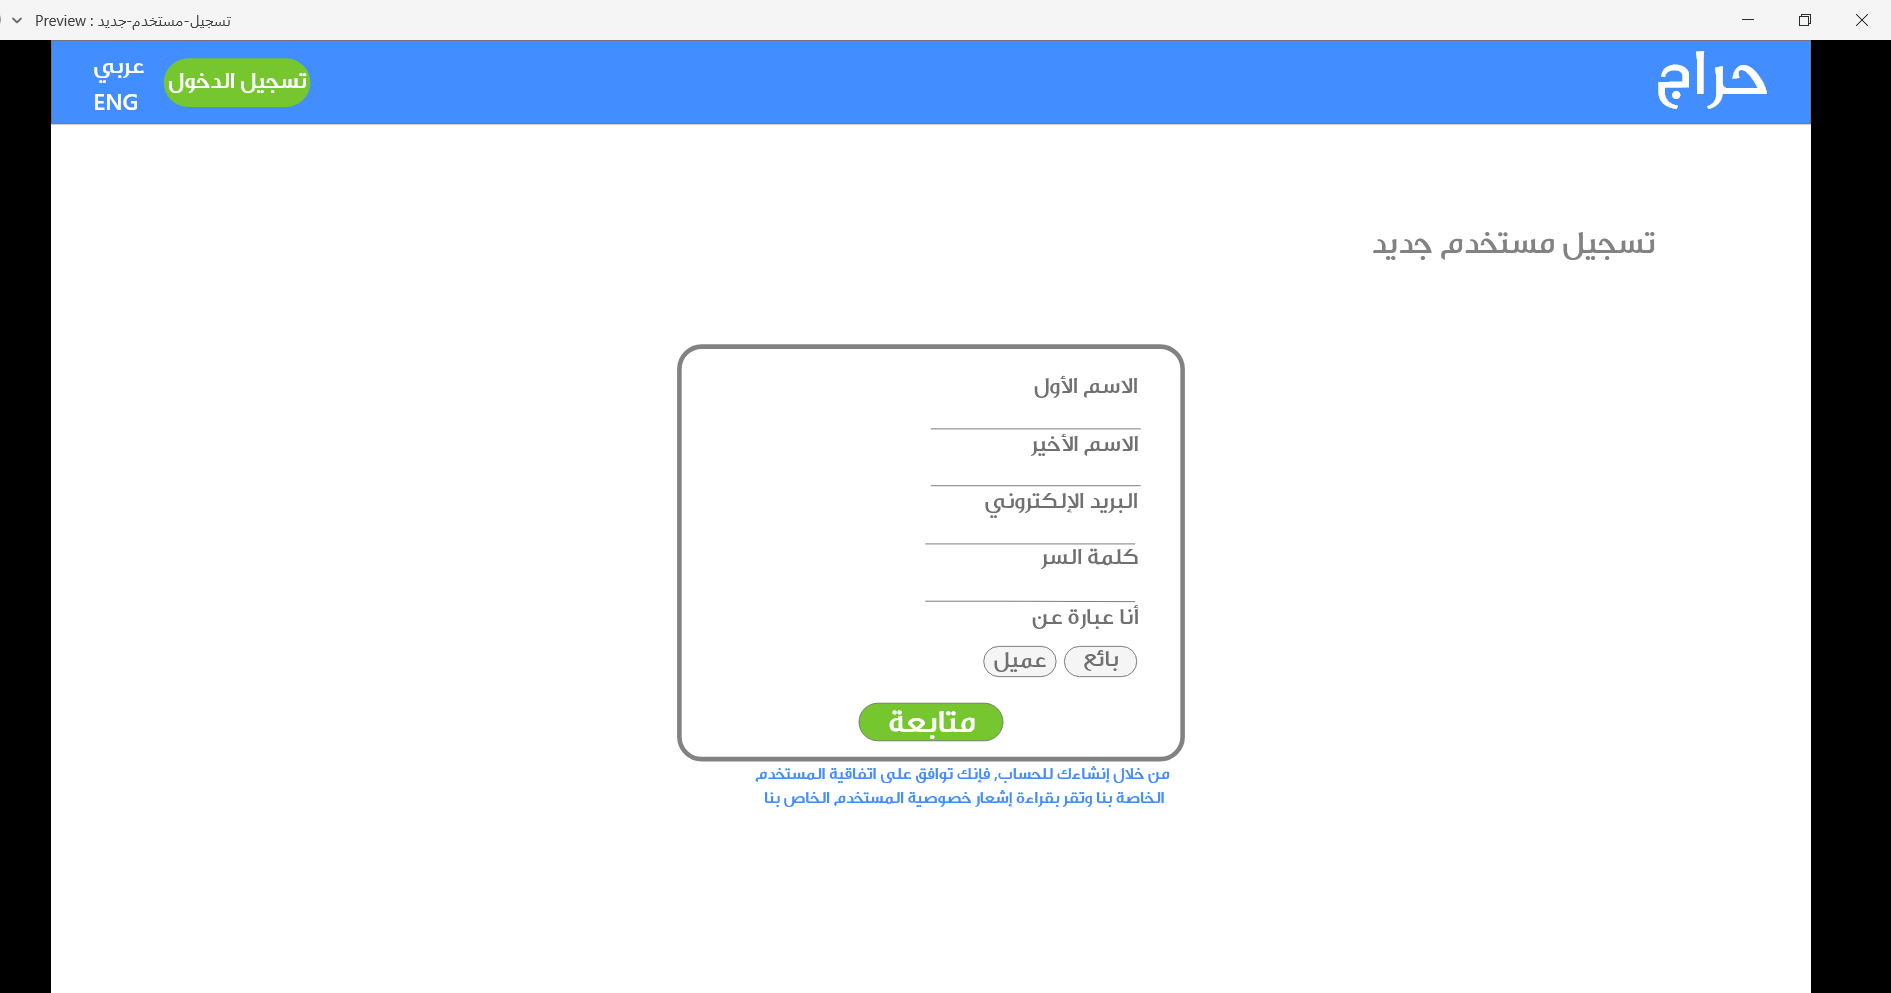 Preview : تسجيل-مستخدم-جديد
حراج
تسجيل الدخول
عربي
ENG
تسجيل مستخدم جديد
الاسم الأول
الاسم الأخير
البريد الإلكتروني
كلمة السر
أنا عبارة عن
بائع
عميل
متابعة
من خلال إنشاءك للحساب, فإنك توافق على اتفاقية المستخدم
الخاصة بنا وتقر بقراءة إشعار خصوصية المستخدم الخاص بنا